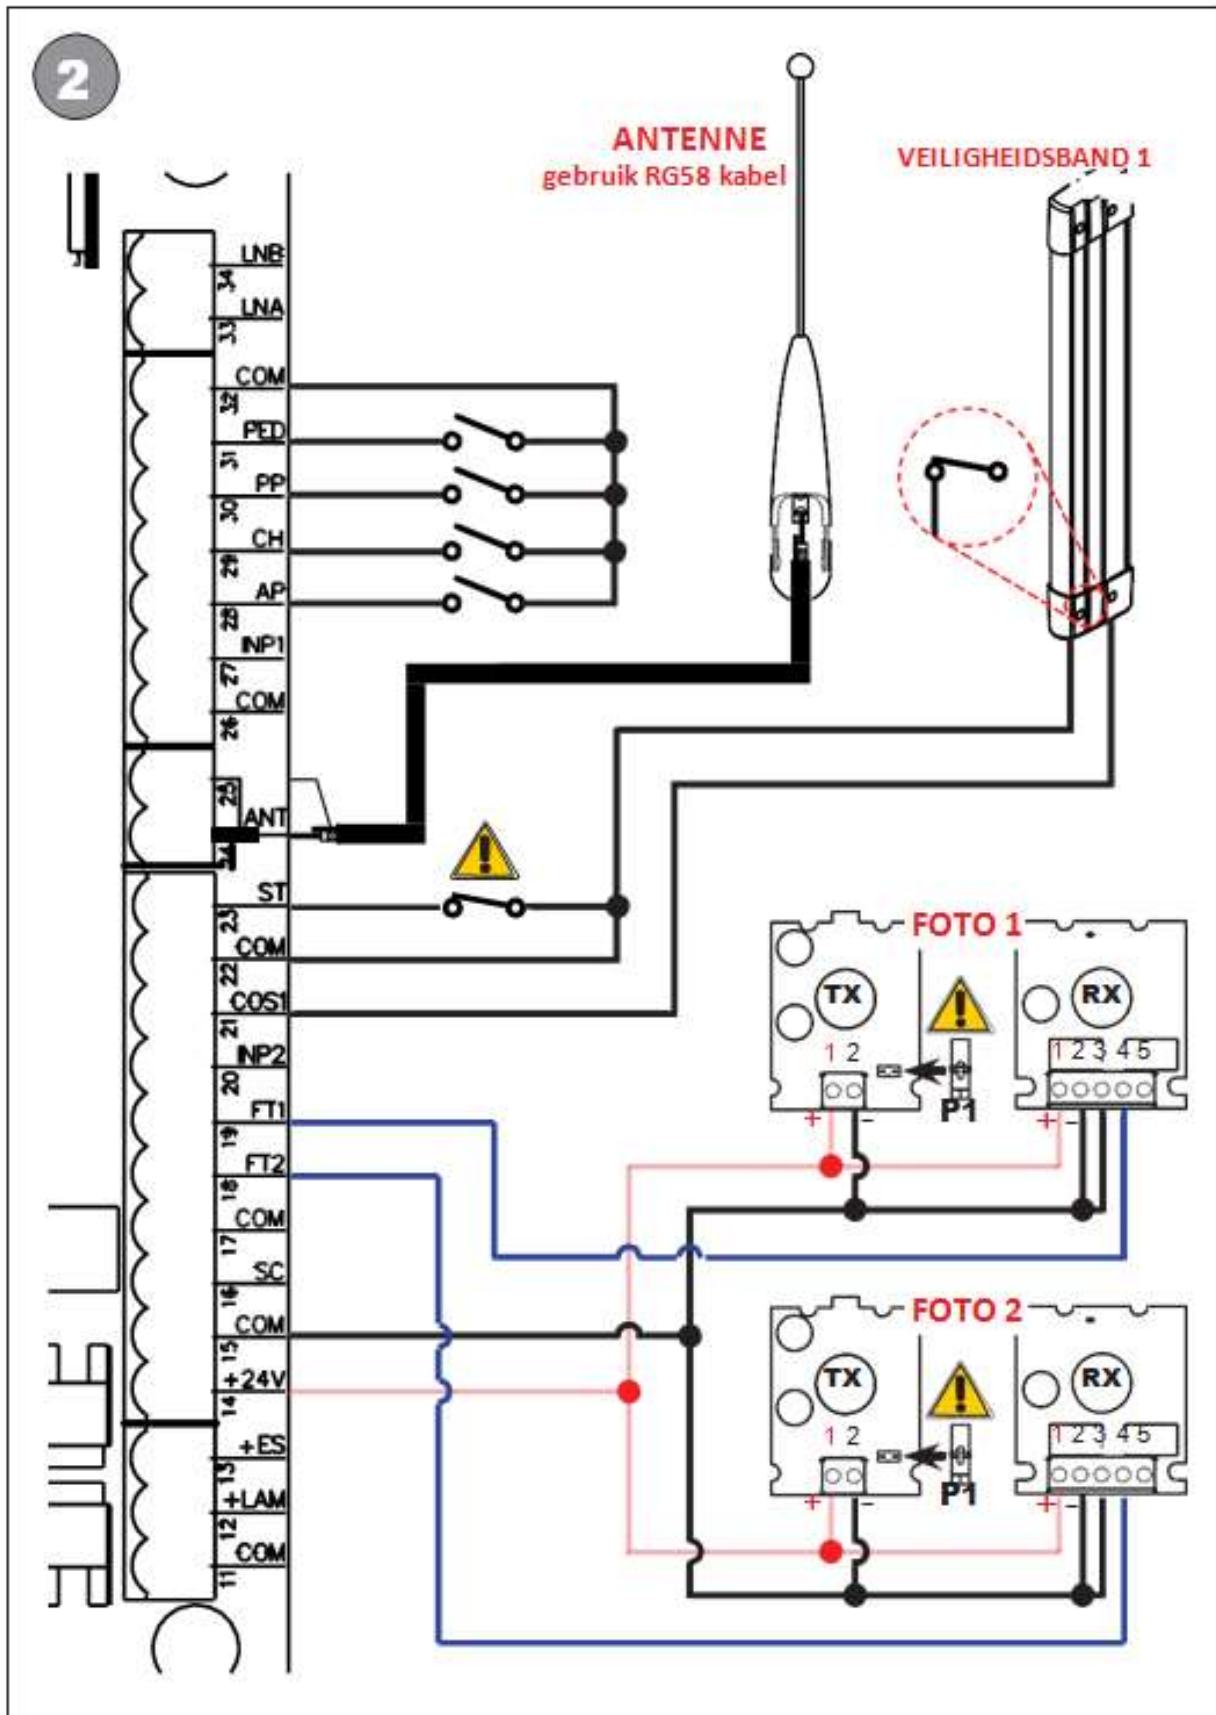 2
ANTENNE
gebruik RG58 kabel
VEILIGHEIDSBAND 1
LNB
34
LNA
33
COM
32
PED
31
PP
30
CH
29
AP
28
INP1
27
COM
26
25
ANT
24
ST
23
COM
22
COS1
21
INP2
20
FT1
19
FT2
18
COM
17
SC
16
COM
15
+24V
14
+ES
13
+LAM
12
COM
11
FOTO 1
TX
RX
1 2
1 2 3 4 5
P1
+ -
+ -
FOTO 2
TX
RX
1 2
1 2 3 4 5
P1
+ -
+ -